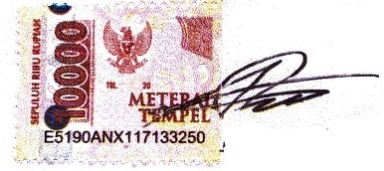 SEPULUH RIBU RUPIAH
10000
TGL. 20
METERAI
TEMPEL
E5190ANX117133250